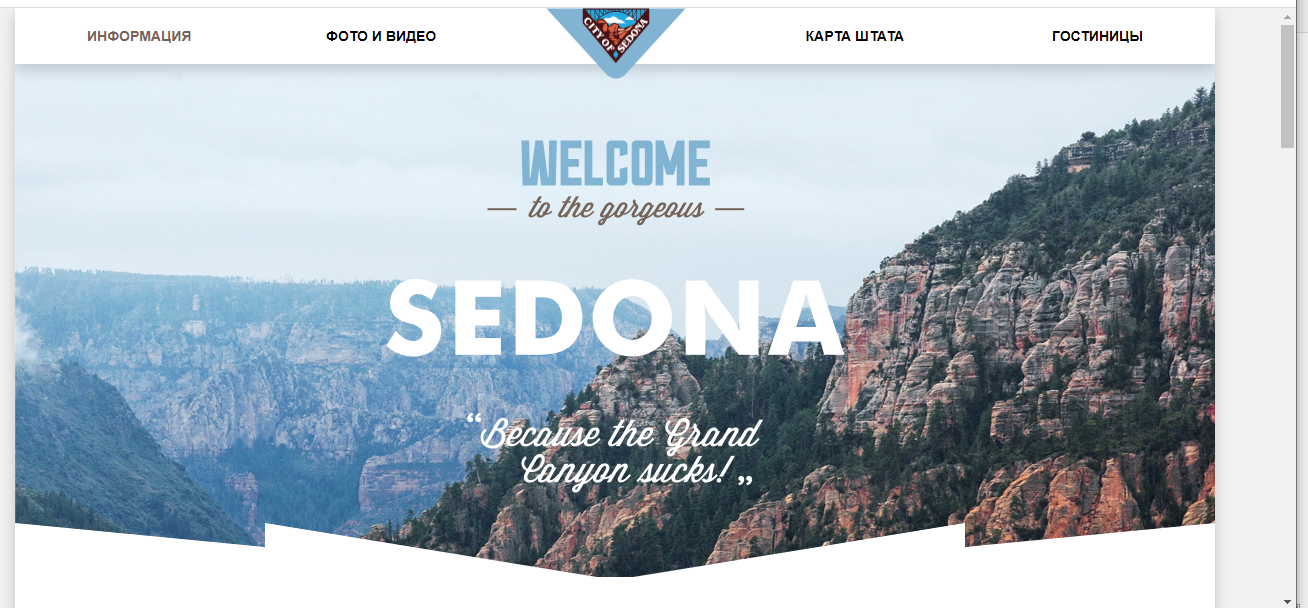 ИНФОРМАЦИЯ
ФОТО И ВИДЕО
CITY OF SEDONA
КАРТА ШТАТА
ГОСТИНИЦЫ
WELCOME
— to the gorgeous —
SEDONA
“Because the Grand
Canyon sucks! „